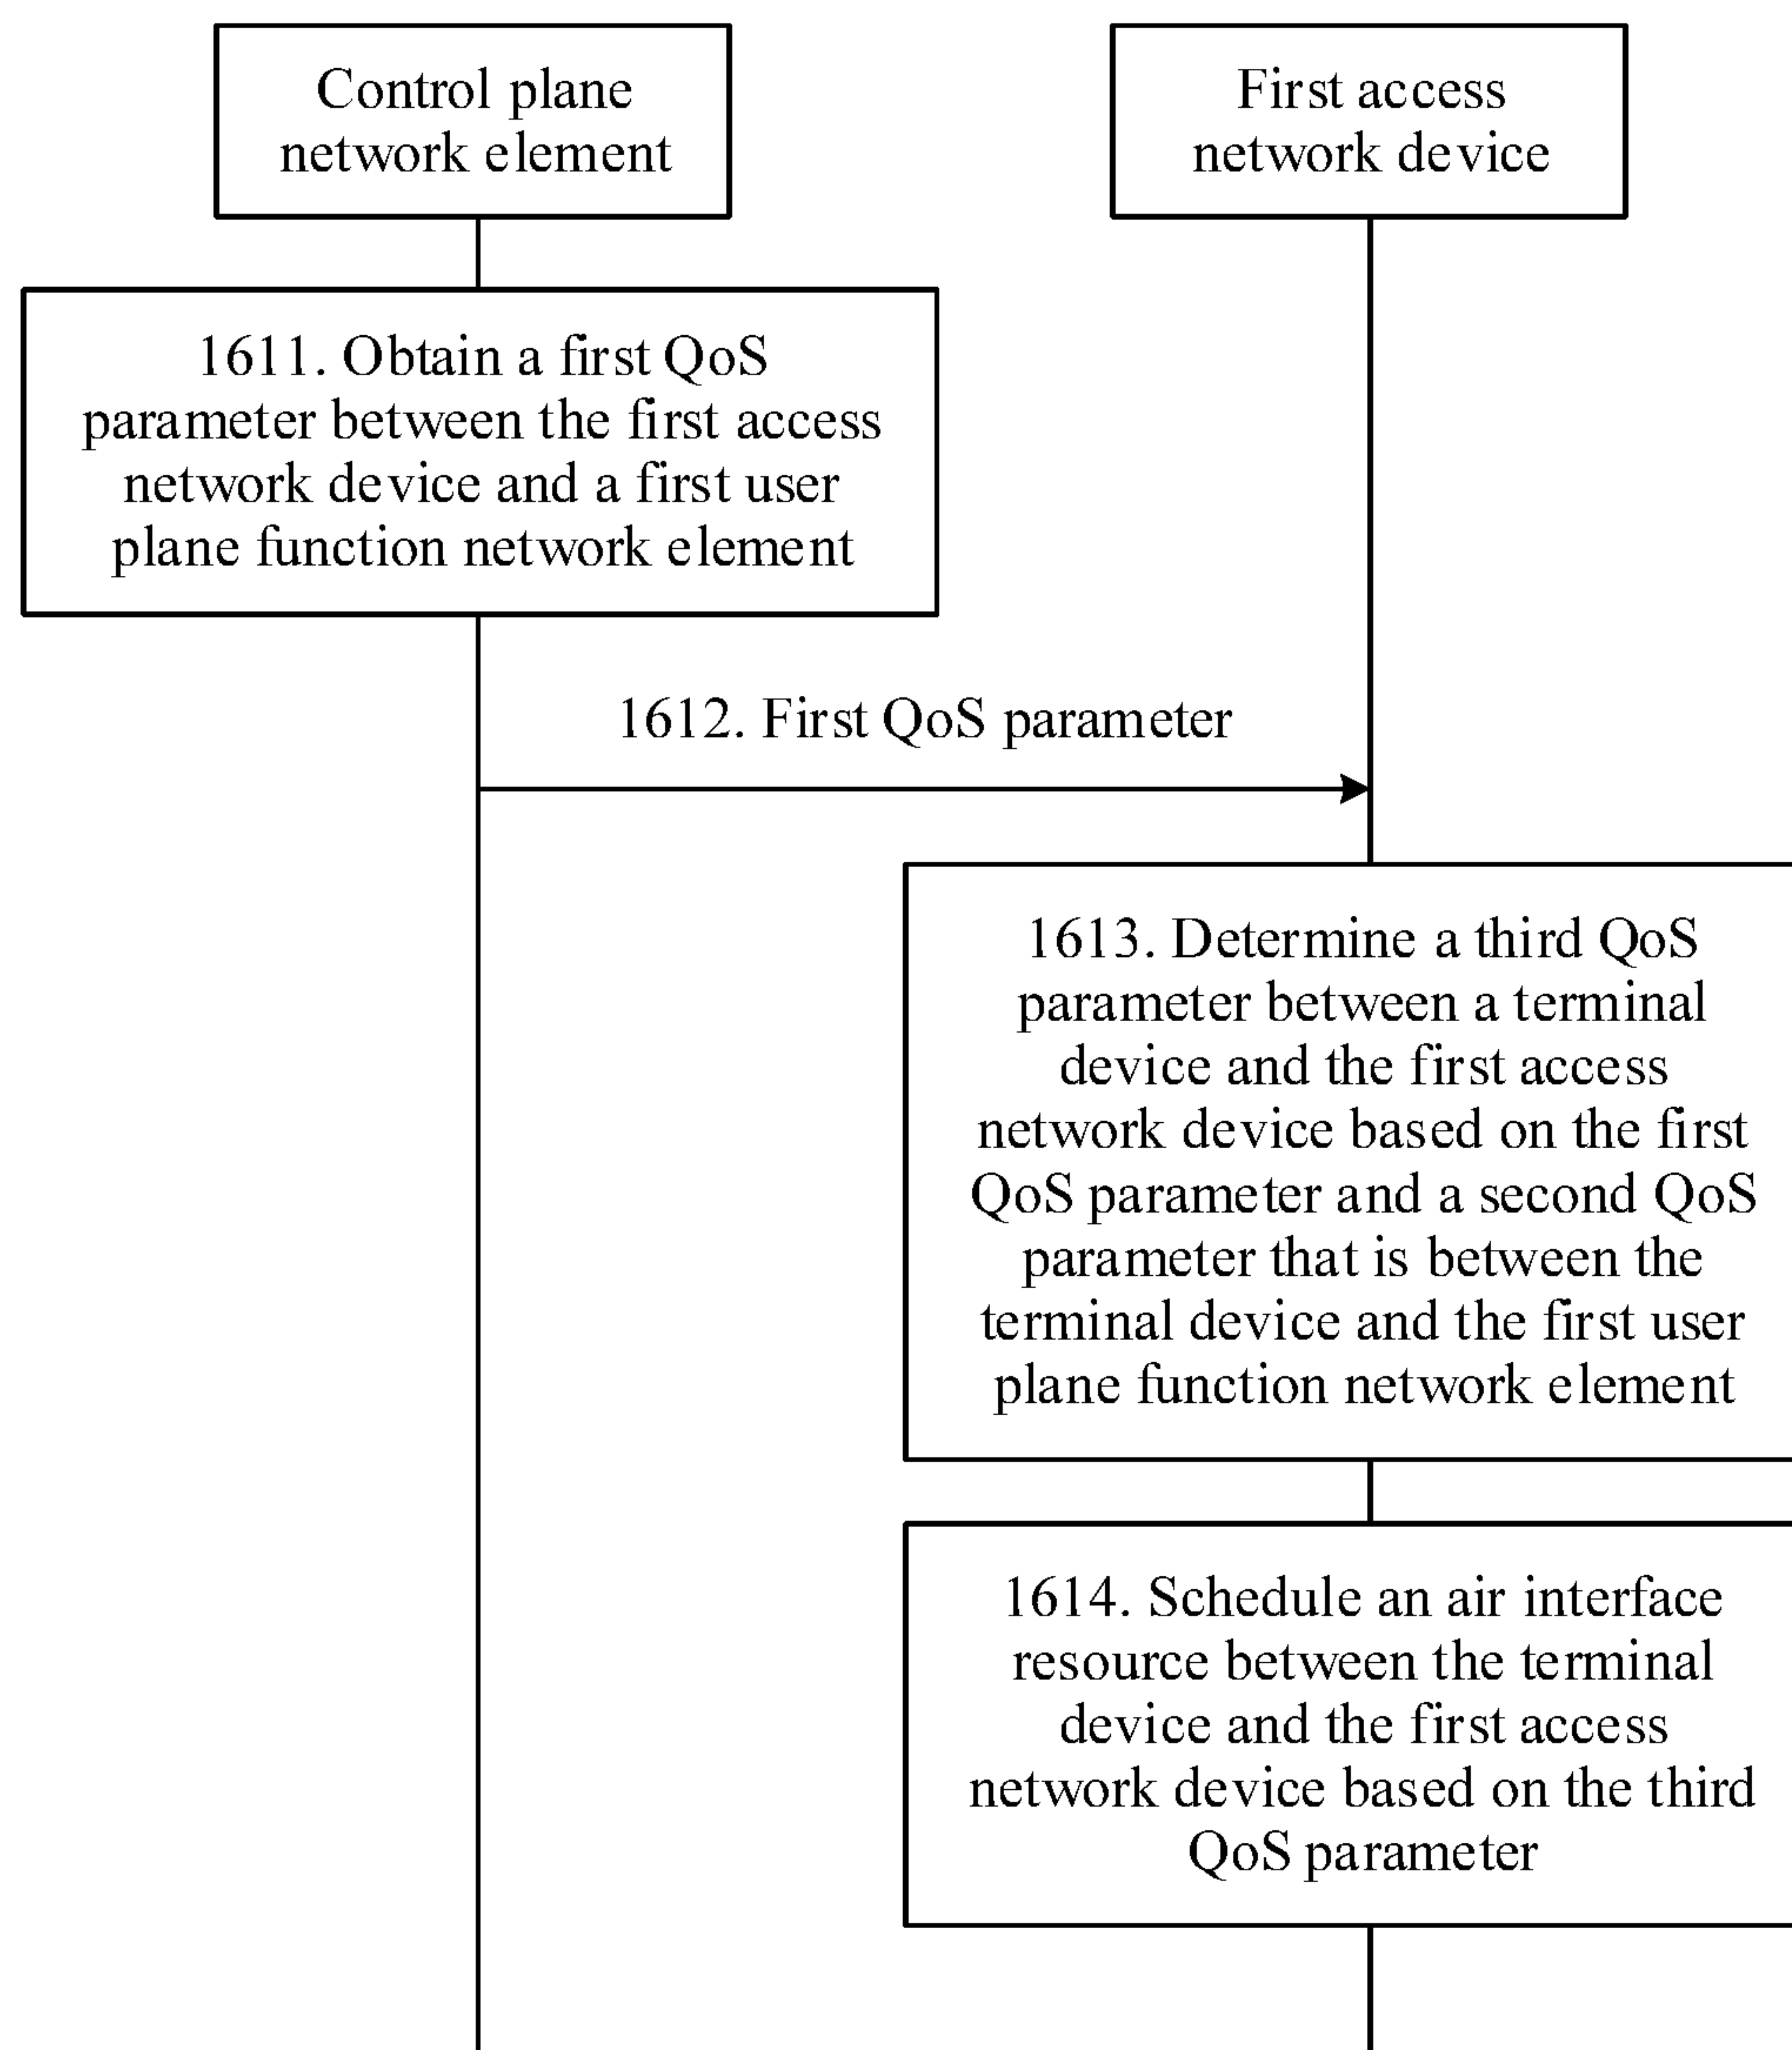 Control plane
network element
First access
network device
1611. Obtain a first QoS
parameter between the first access
network device and a first user
plane function network element
1612. First QoS parameter
1613. Determine a third QoS
parameter between a terminal
device and the first access
network device based on the first
QoS parameter and a second QoS
parameter that is between the
terminal device and the first user
plane function network element
1614. Schedule an air interface
resource between the terminal
device and the first access
network device based on the third
QoS parameter